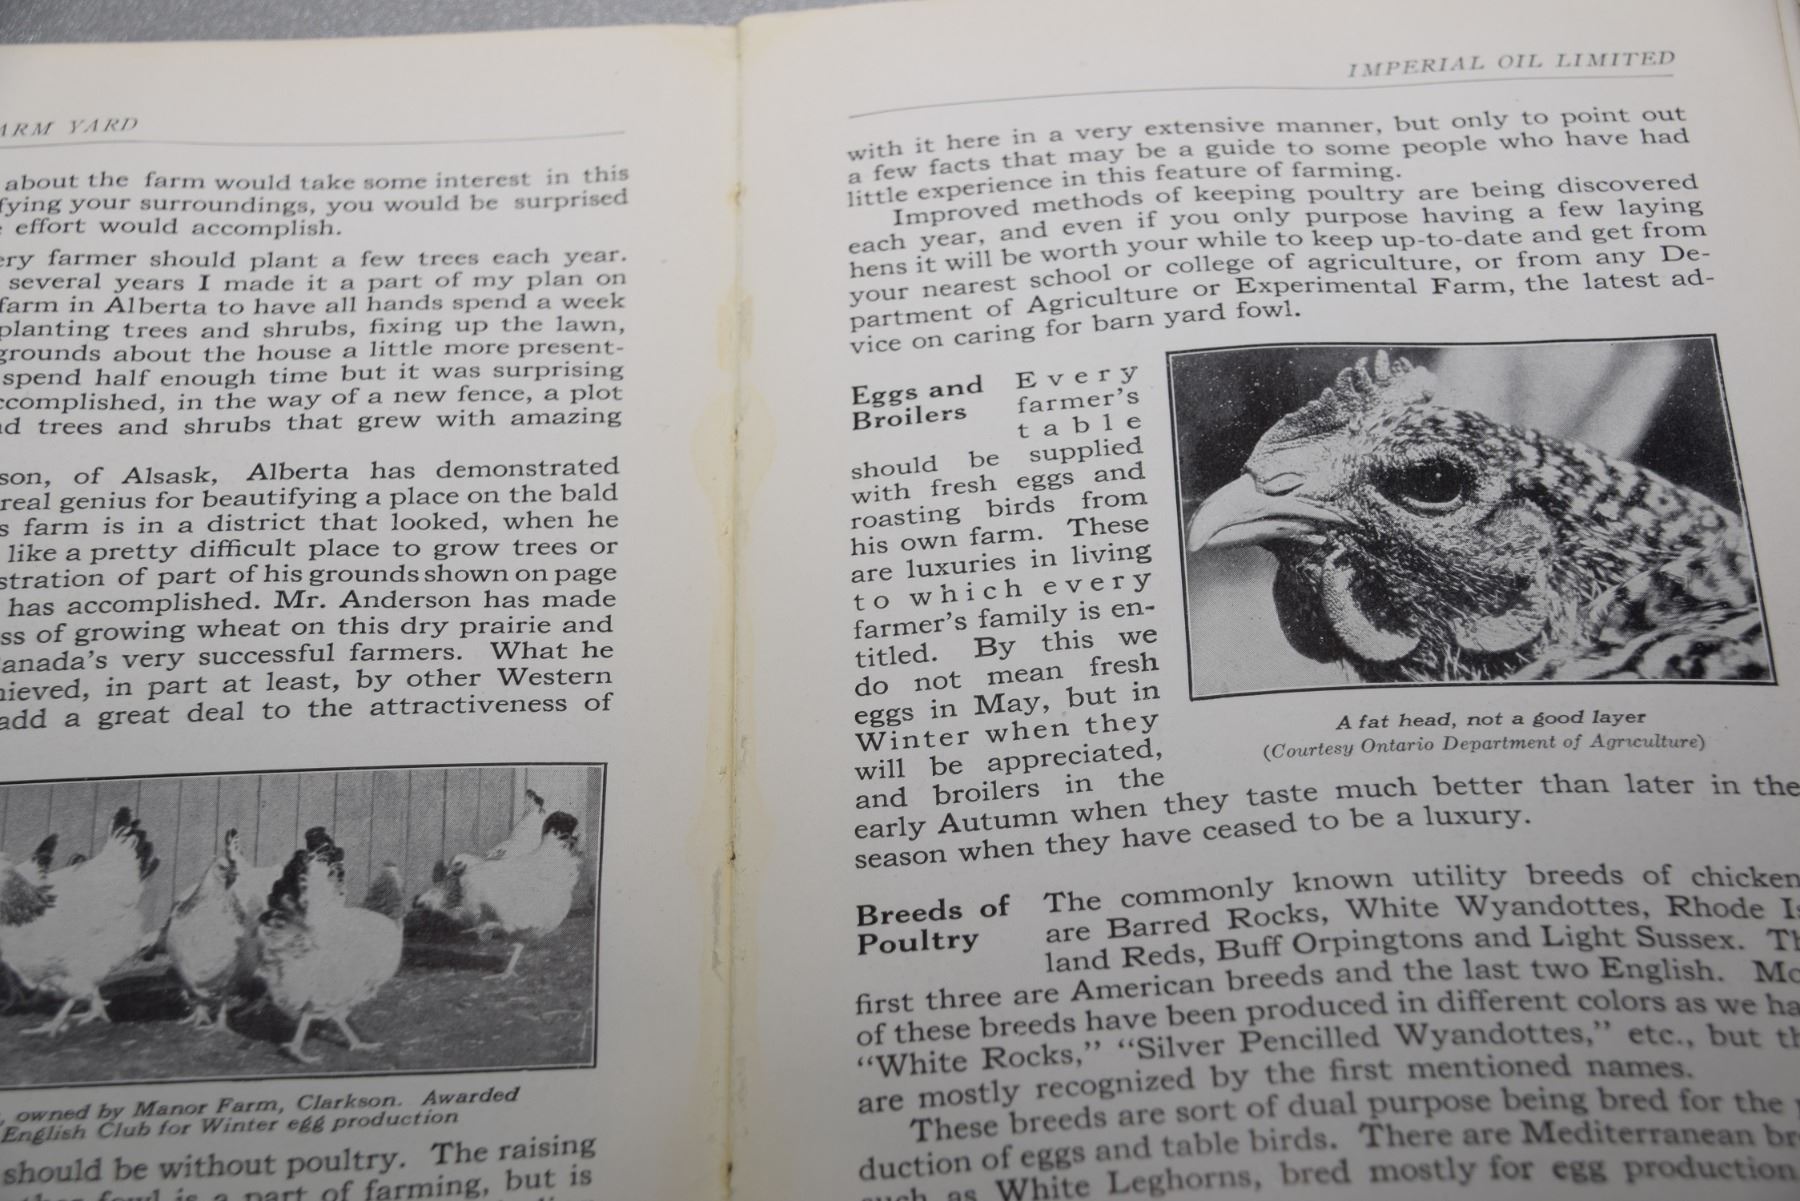 ARM YARD
about the farm would take some interest in this
fying your surroundings, you would be surprised
effort would accomplish.
ery farmer should plant a few trees each year.
several years I made it a part of my plan on
farm in Alberta to have all hands spend a week
planting trees and shrubs, fixing up the lawn,
grounds about the house a little more present-
spend half enough time but it was surprising
ccomplished, in the way of a new fence, a plot
nd trees and shrubs that grew with amazing
son, of Alsask, Alberta has demonstrated
real genius for beautifying a place on the bald
s farm is in a district that looked, when he
like a pretty difficult place to grow trees or
stration of part of his grounds shown on page
has accomplished. Mr. Anderson has made
ss of growing wheat on this dry prairie and
Canada's very successful farmers. What he
hieved, in part at least, by other Western
add a great deal to the attractiveness of
, owned by Manor Farm, Clarkson. Awarded
English Club for Winter egg production
should be without poultry. The raising
fowl is a part of farming, but is
IMPERIAL OIL LIMITED
with it here in a very extensive manner, but only to point out
a few facts that may be a guide to some people who have had
little experience in this feature of farming.
Improved methods of keeping poultry are being discovered
each year, and even if you only purpose having a few laying
hens it will be worth your while to keep up-to-date and get from
your nearest school or college of agriculture, or from any De-
partment of Agriculture or Experimental Farm, the latest ad-
vice on caring for barn yard fowl.
Eggs and
Broilers
Every
farmer's
table
should be supplied
with fresh eggs and
roasting birds from
his own farm. These
are luxuries in living
to which every
farmer's family is en-
titled. By this we
do not mean fresh
eggs in May, but in
Winter when they
will be appreciated,
and broilers in the
early Autumn when they taste much better than later in the
season when they have ceased to be a luxury.
A fat head, not a good layer
(Courtesy Ontario Department of Agriculture)
Breeds of
Poultry
The commonly known utility breeds of chicken
are Barred Rocks, White Wyandottes, Rhode Is
land Reds, Buff Orpingtons and Light Sussex. Th
first three are American breeds and the last two English. Mo
of these breeds have been produced in different colors as we ha
"White Rocks," "Silver Pencilled Wyandottes," etc., but th
are mostly recognized by the first mentioned names.
These breeds are sort of dual purpose being bred for the p
duction of eggs and table birds. There are Mediterranean br
such as White Leghorns, bred mostly for egg production